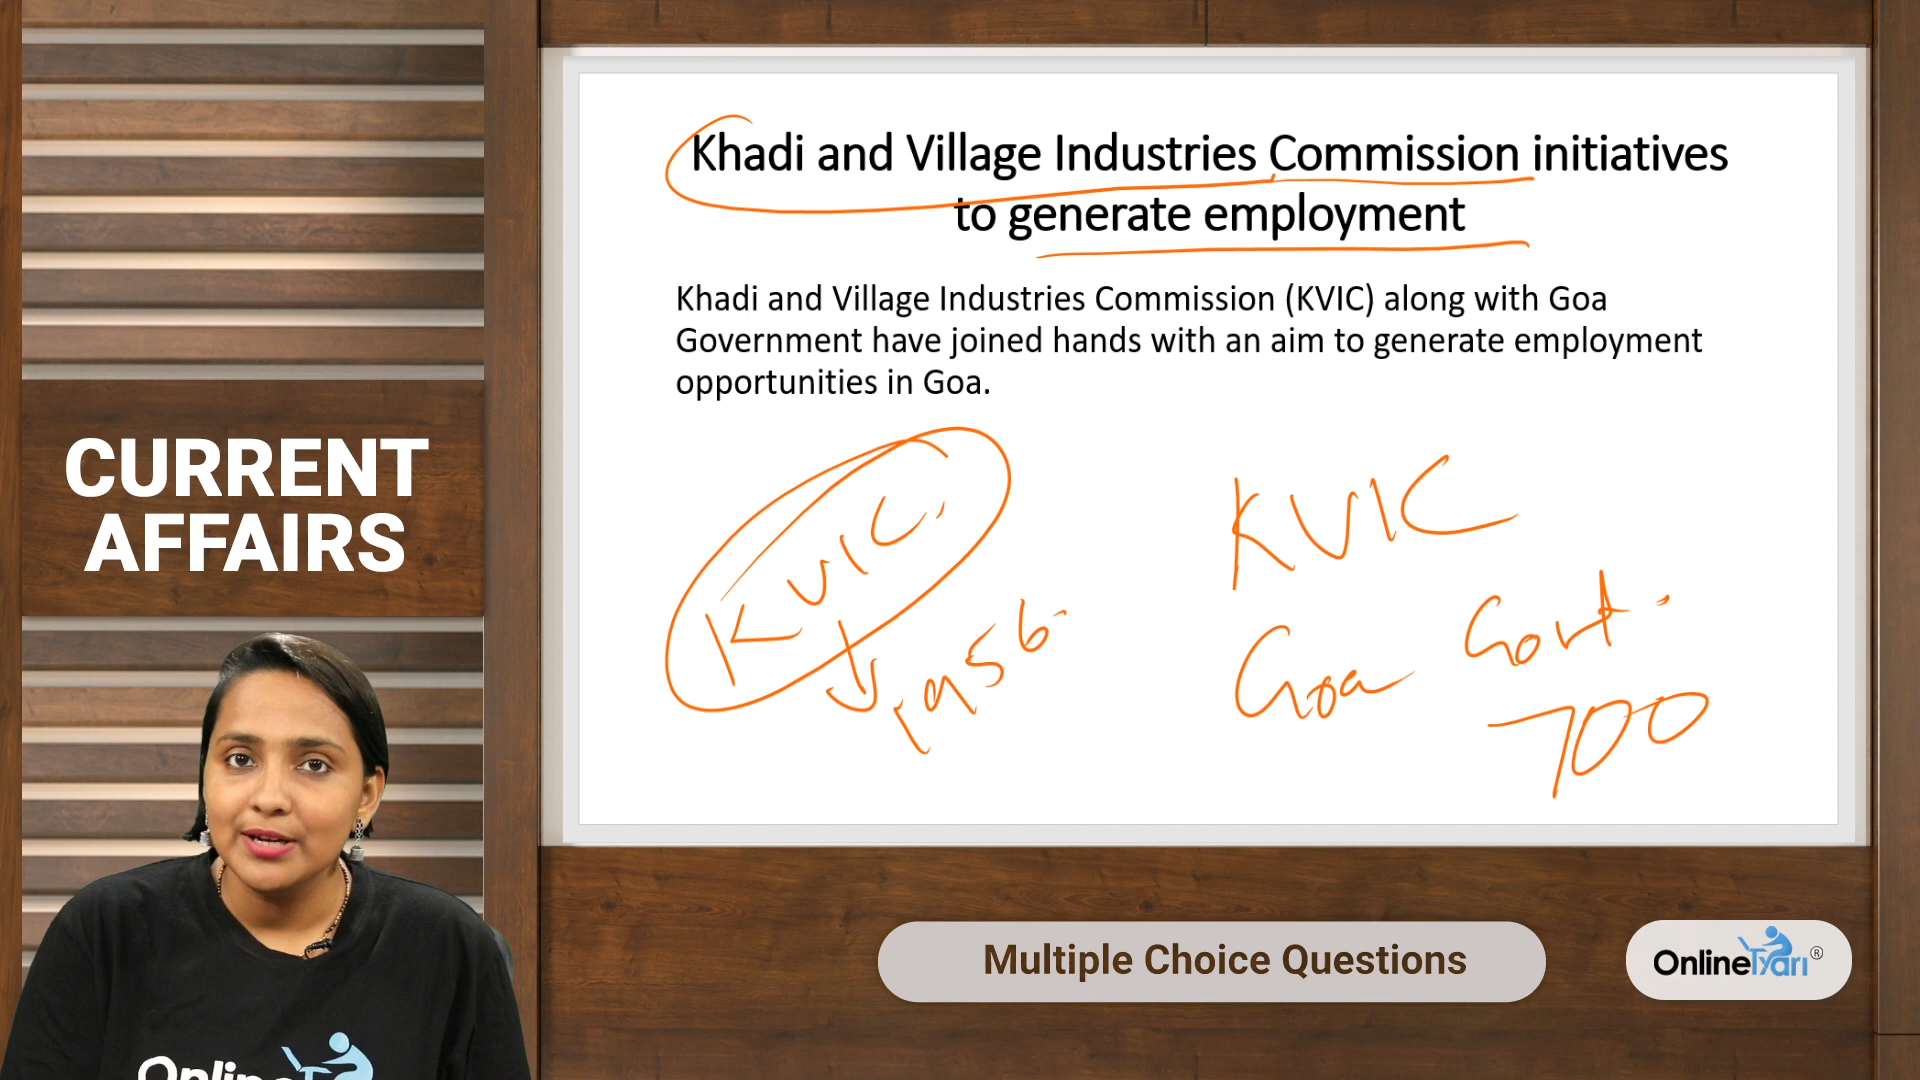 Khadi and Village Industries Commission initiatives
to generate employment
Khadi and Village Industries Commission (KVIC) along with Goa
Government have joined hands with an aim to generate employment
opportunities in Goa.
KVIC.
1956
KVIC
Goa Govt.
700
CURRENT
AFFAIRS
Multiple Choice Questions
OnlineTyari®
OnlineT